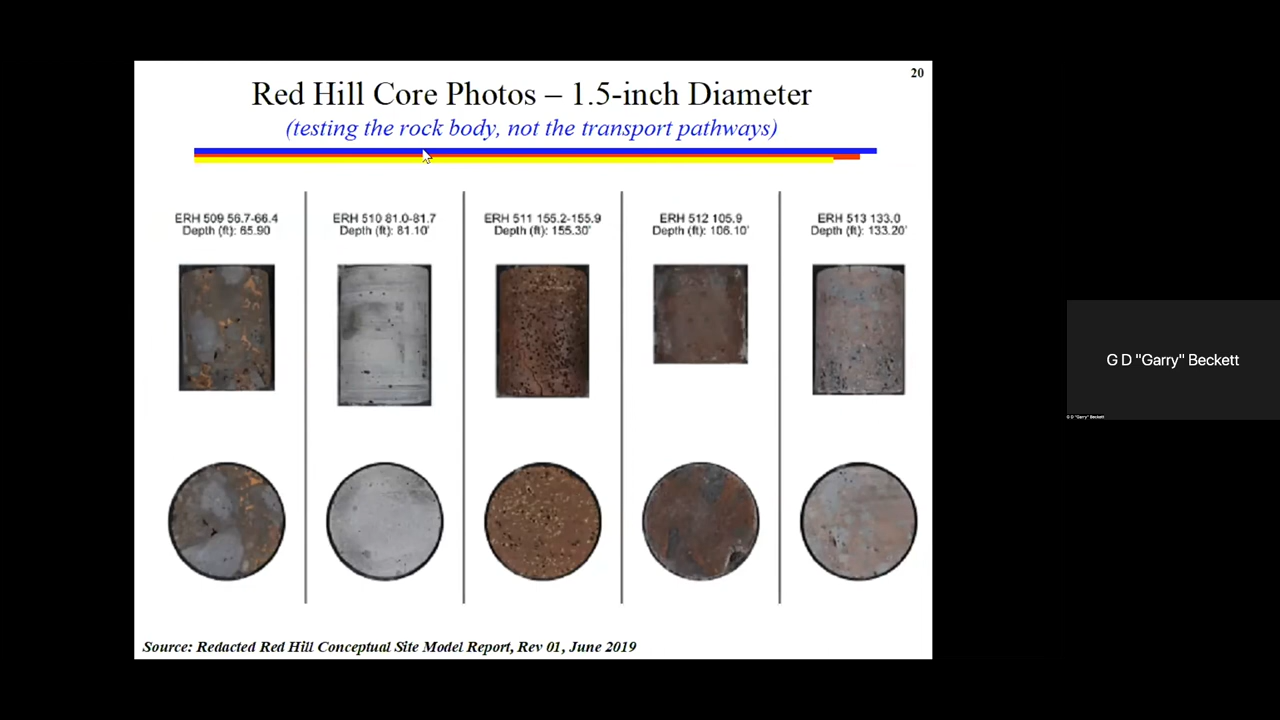 20
Red Hill Core Photos – 1.5-inch Diameter
(testing the rock body, not the transport pathways)
ERH 509 56.7-66.4
Depth (ft): 65.90
ERH 510 81.0-81.7
Depth (ft): 81.10'
ERH 511 155.2-155.9
Depth (ft): 155.30'
ERH 512 105.9
Depth (ft): 106.10'
ERH 513 133.0
Depth (ft): 133.20'
Source: Redacted Red Hill Conceptual Site Model Report, Rev 01, June 2019
G D "Garry" Beckett
G D "Garry" Beckett